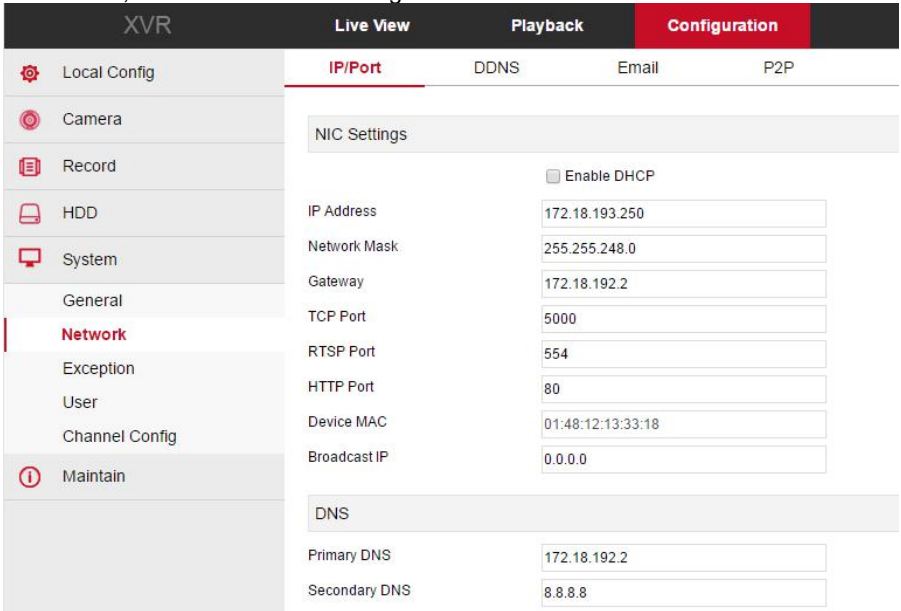 XVR Live View Playback Configuration
Local Config
Camera
Record
HDD
System
General
Network
Exception
User
Channel Config
Maintain
IP/Port DDNS Email P2P
NIC Settings
Enable DHCP
IP Address 172.18.193.250
Network Mask 255.255.248.0
Gateway 172.18.192.2
TCP Port 5000
RTSP Port 554
HTTP Port 80
Device MAC 01:48:12:13:33:18
Broadcast IP 0.0.0.0
DNS
Primary DNS 172.18.192.2
Secondary DNS 8.8.8.8